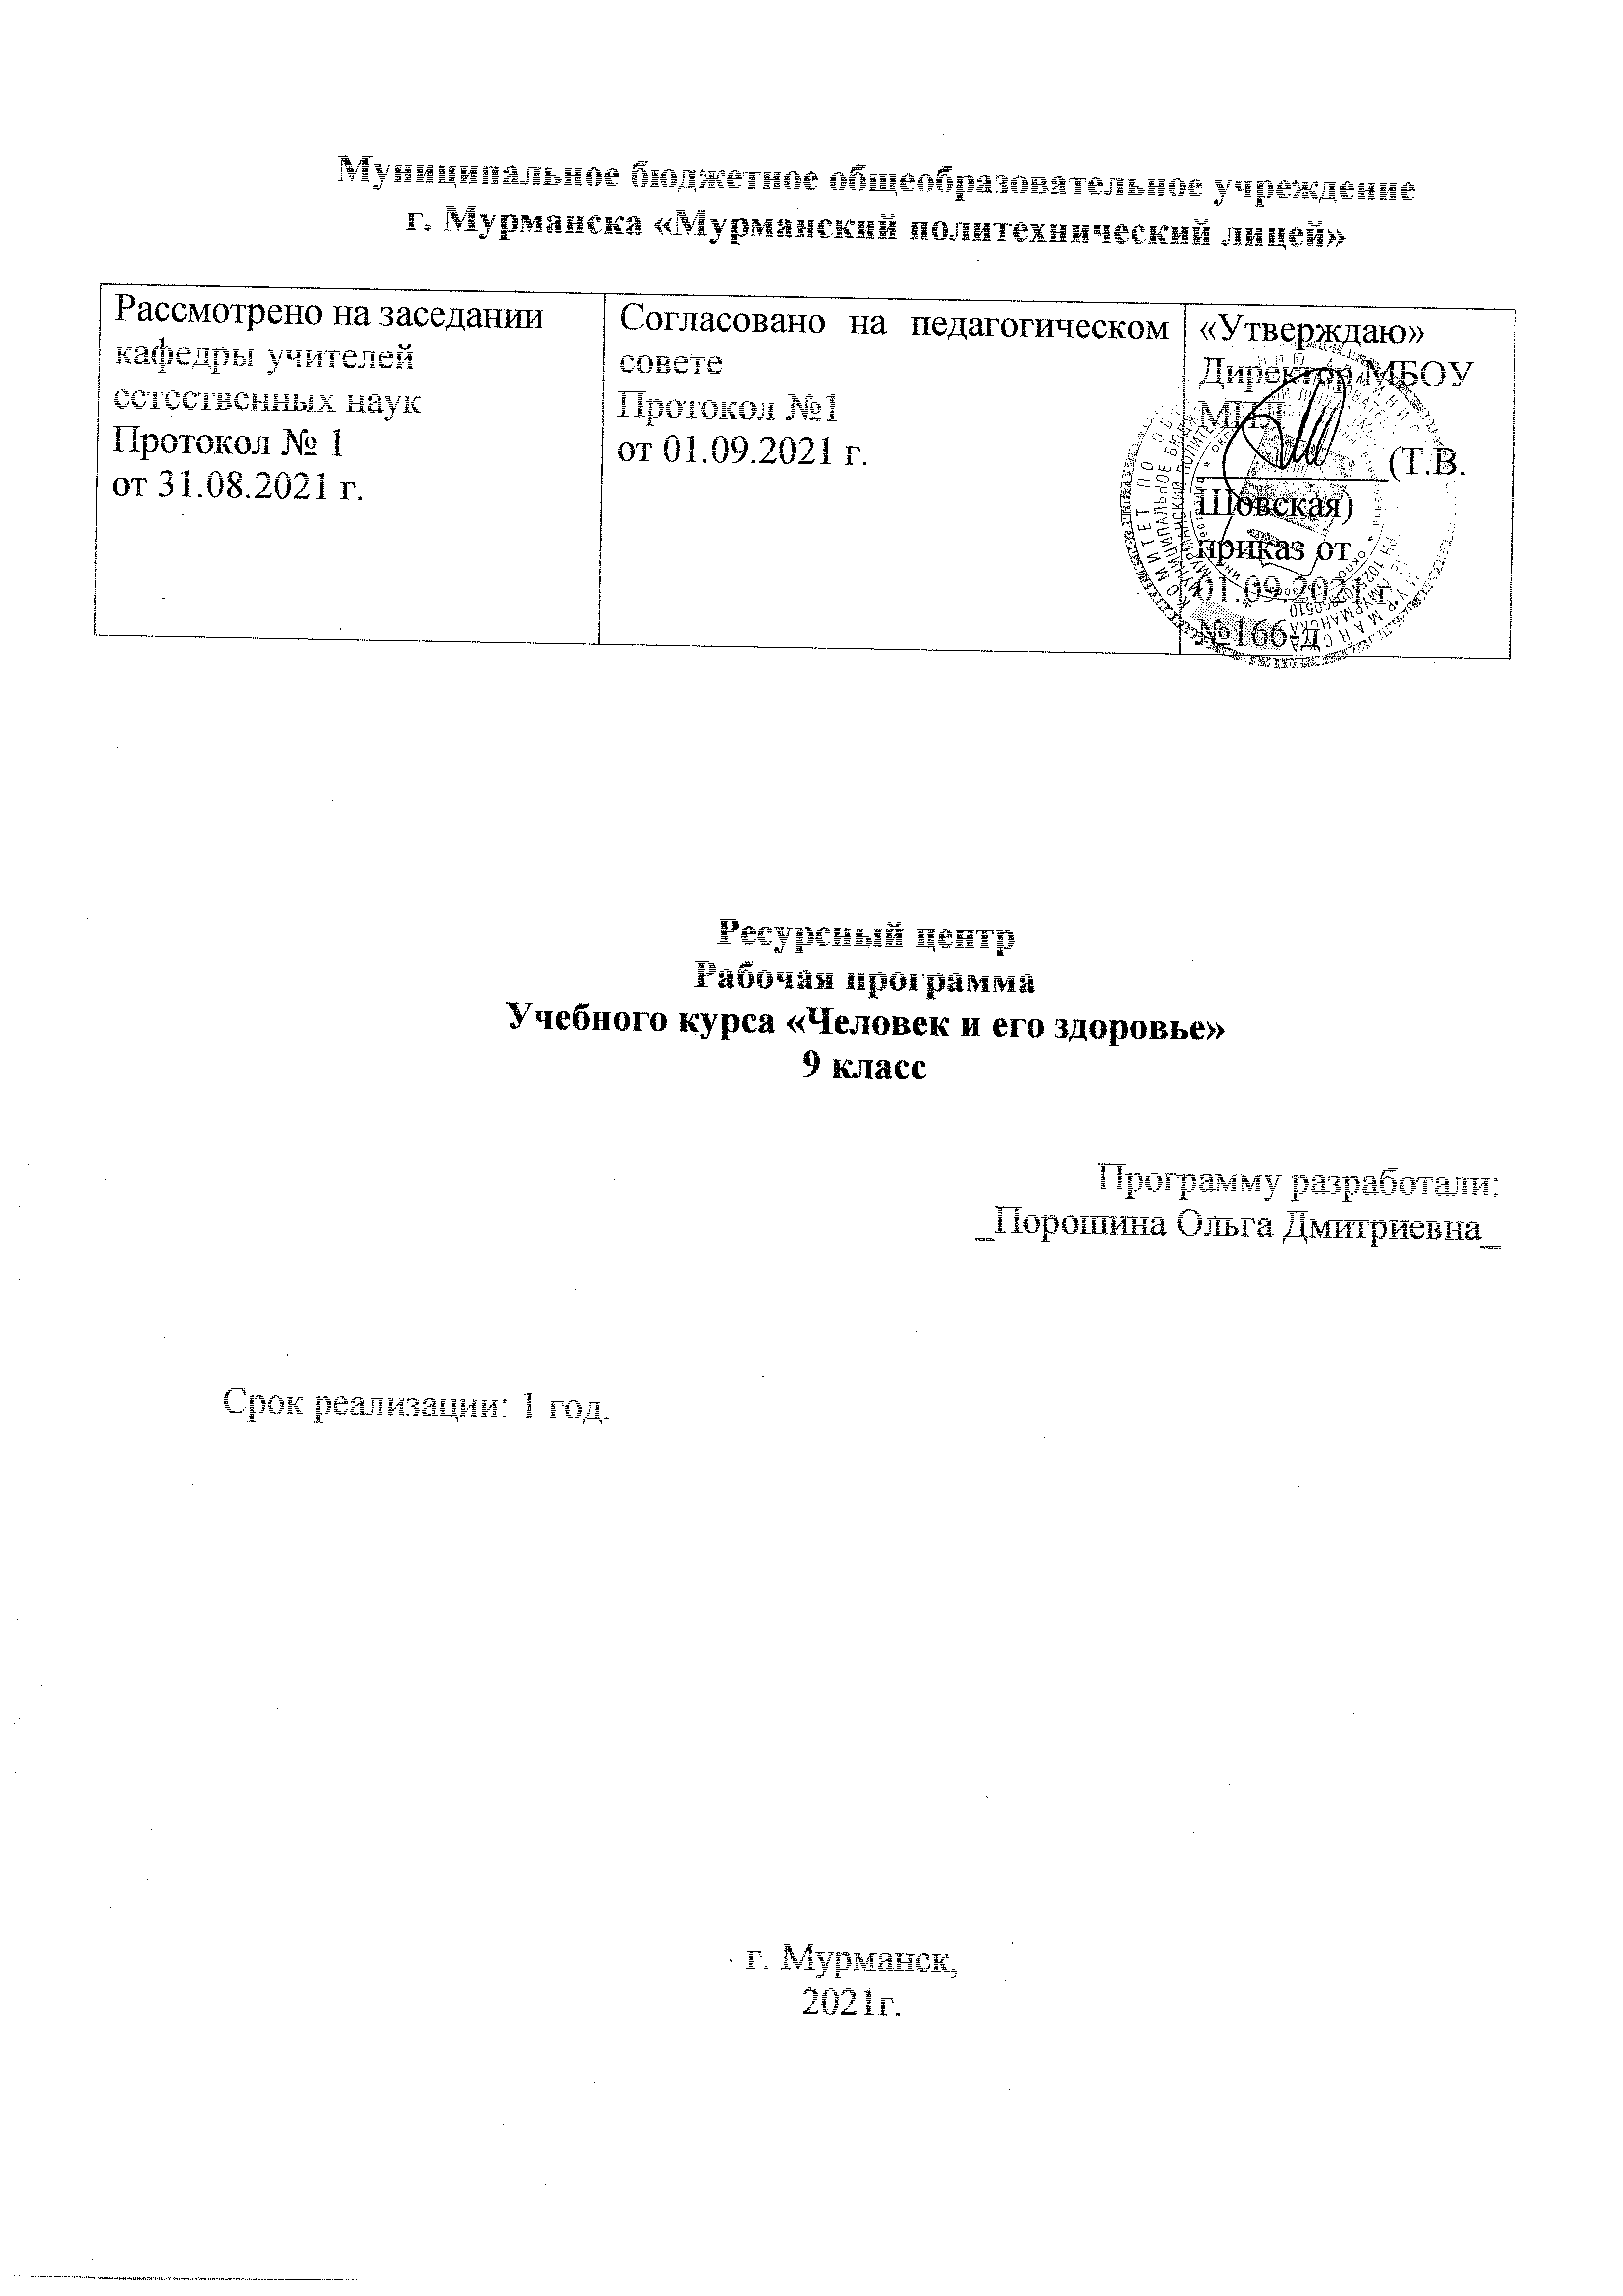 Муниципальное бюджетное общеобразовательное учреждение
г. Мурманска «Мурманский политехнический лицей»
Рассмотрено на заседании
кафедры учителей
естественных наук
Протокол № 1
от 31.08.2021 г.
Согласовано на педагогическом
совете
Протокол №1
от 01.09.2021 г.
«Утверждаю»
Директор МБОУ
МПЛ
(Т.В.
Шовская)
приказ от
01.09.2021 г
№166-д
Ресурсный центр
Рабочая программа
Учебного курса «Человек и его здоровье»
9 класс
Программу разработали:
_Порошина Ольга Дмитриевна_
Срок реализации: 1 год.
г. Мурманск,
2021г.